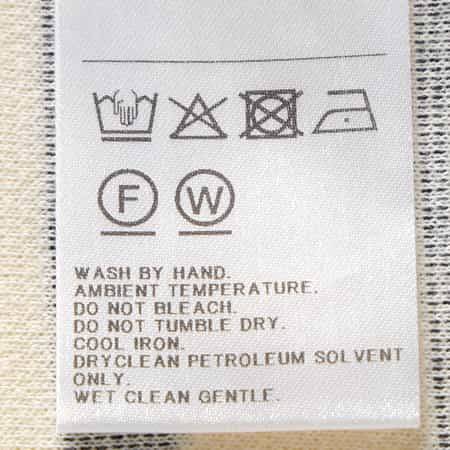 F W
WASH BY HAND.
AMBIENT TEMPERATURE.
DO NOT BLEACH.
DO NOT TUMBLE DRY.
COOL IRON.
DRYCLEAN PETROLEUM SOLVENT
ONLY.
WET CLEAN GENTLE.